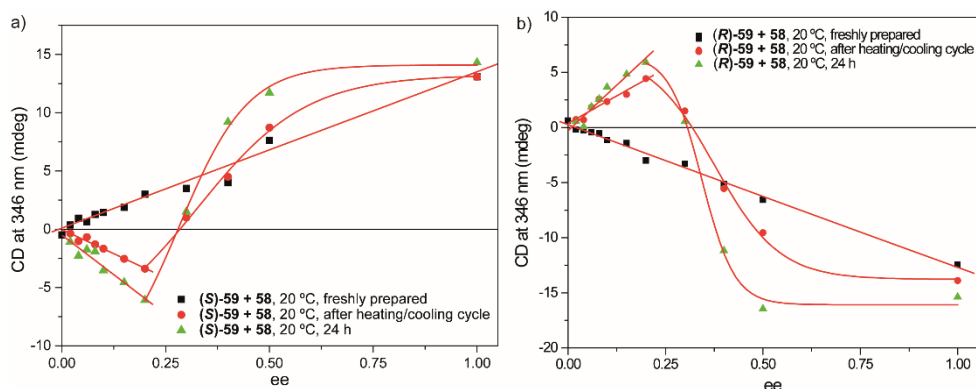 a)
15
10
5
0
-5
-10
CD at 346 nm (mdeg)
0.00
0.25
0.50
0.75
1.00
ee
(S)-59 + 58, 20 ºC, freshly prepared
(S)-59 + 58, 20 ºC, after heating/cooling cycle
(S)-59 + 58, 20 ºC, 24 h
b)
10
5
0
-5
-10
-15
-20
CD at 346 nm (mdeg)
(R)-59 + 58, 20 ºC, freshly prepared
(R)-59 + 58, 20 ºC, after heating/cooling cycle
(R)-59 + 58, 20 ºC, 24 h
0.00
0.25
0.50
0.75
1.00
ee